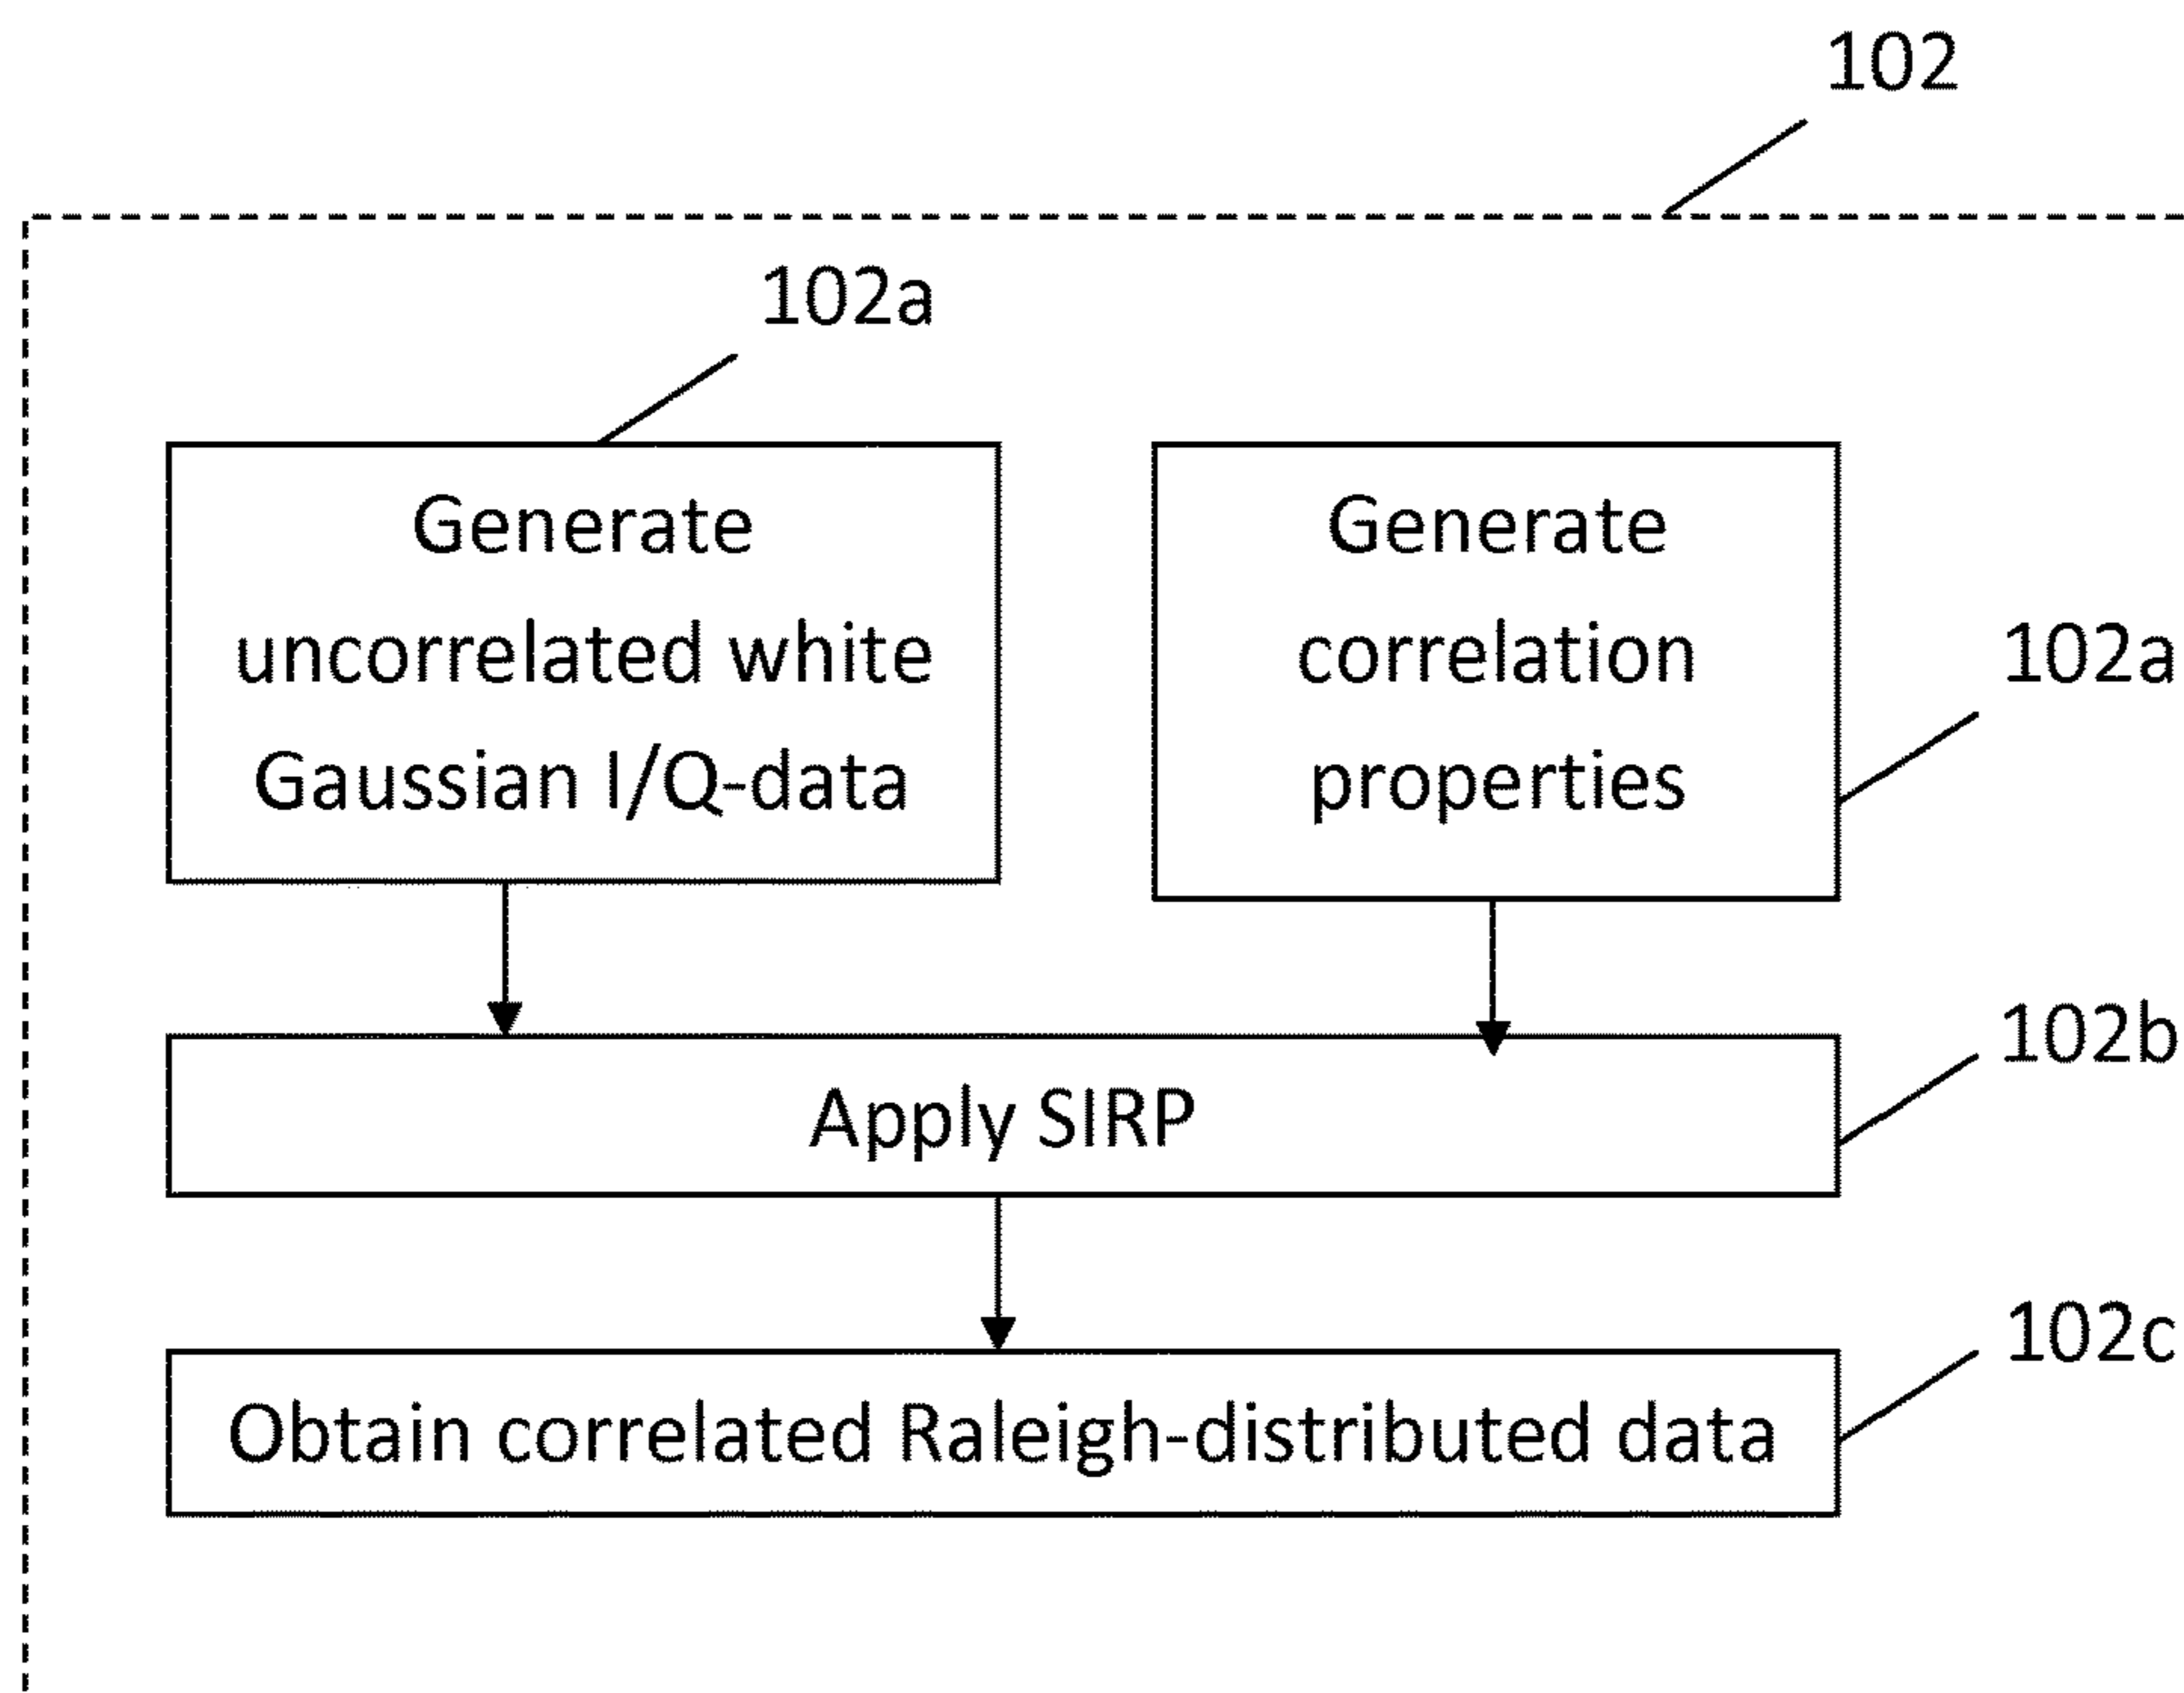 102
102a
Generate
uncorrelated white
Gaussian I/Q-data
Generate
correlation
properties
102a
Apply SIRP
102b
Obtain correlated Raleigh-distributed data
102c